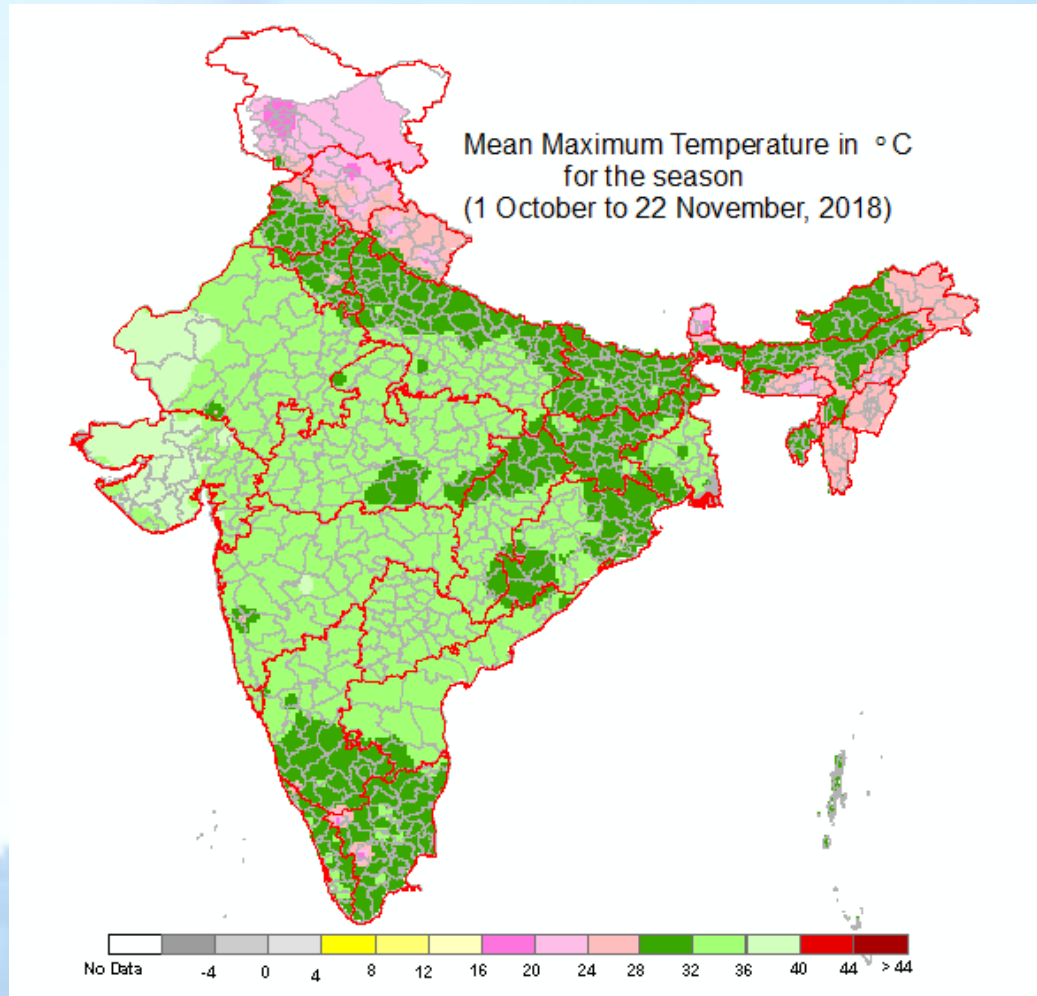 Mean Maximum Temperature in °C
for the season
(1 October to 22 November, 2018)
No Data -4 0 4 8 12 16 20 24 28 32 36 40 44 > 44